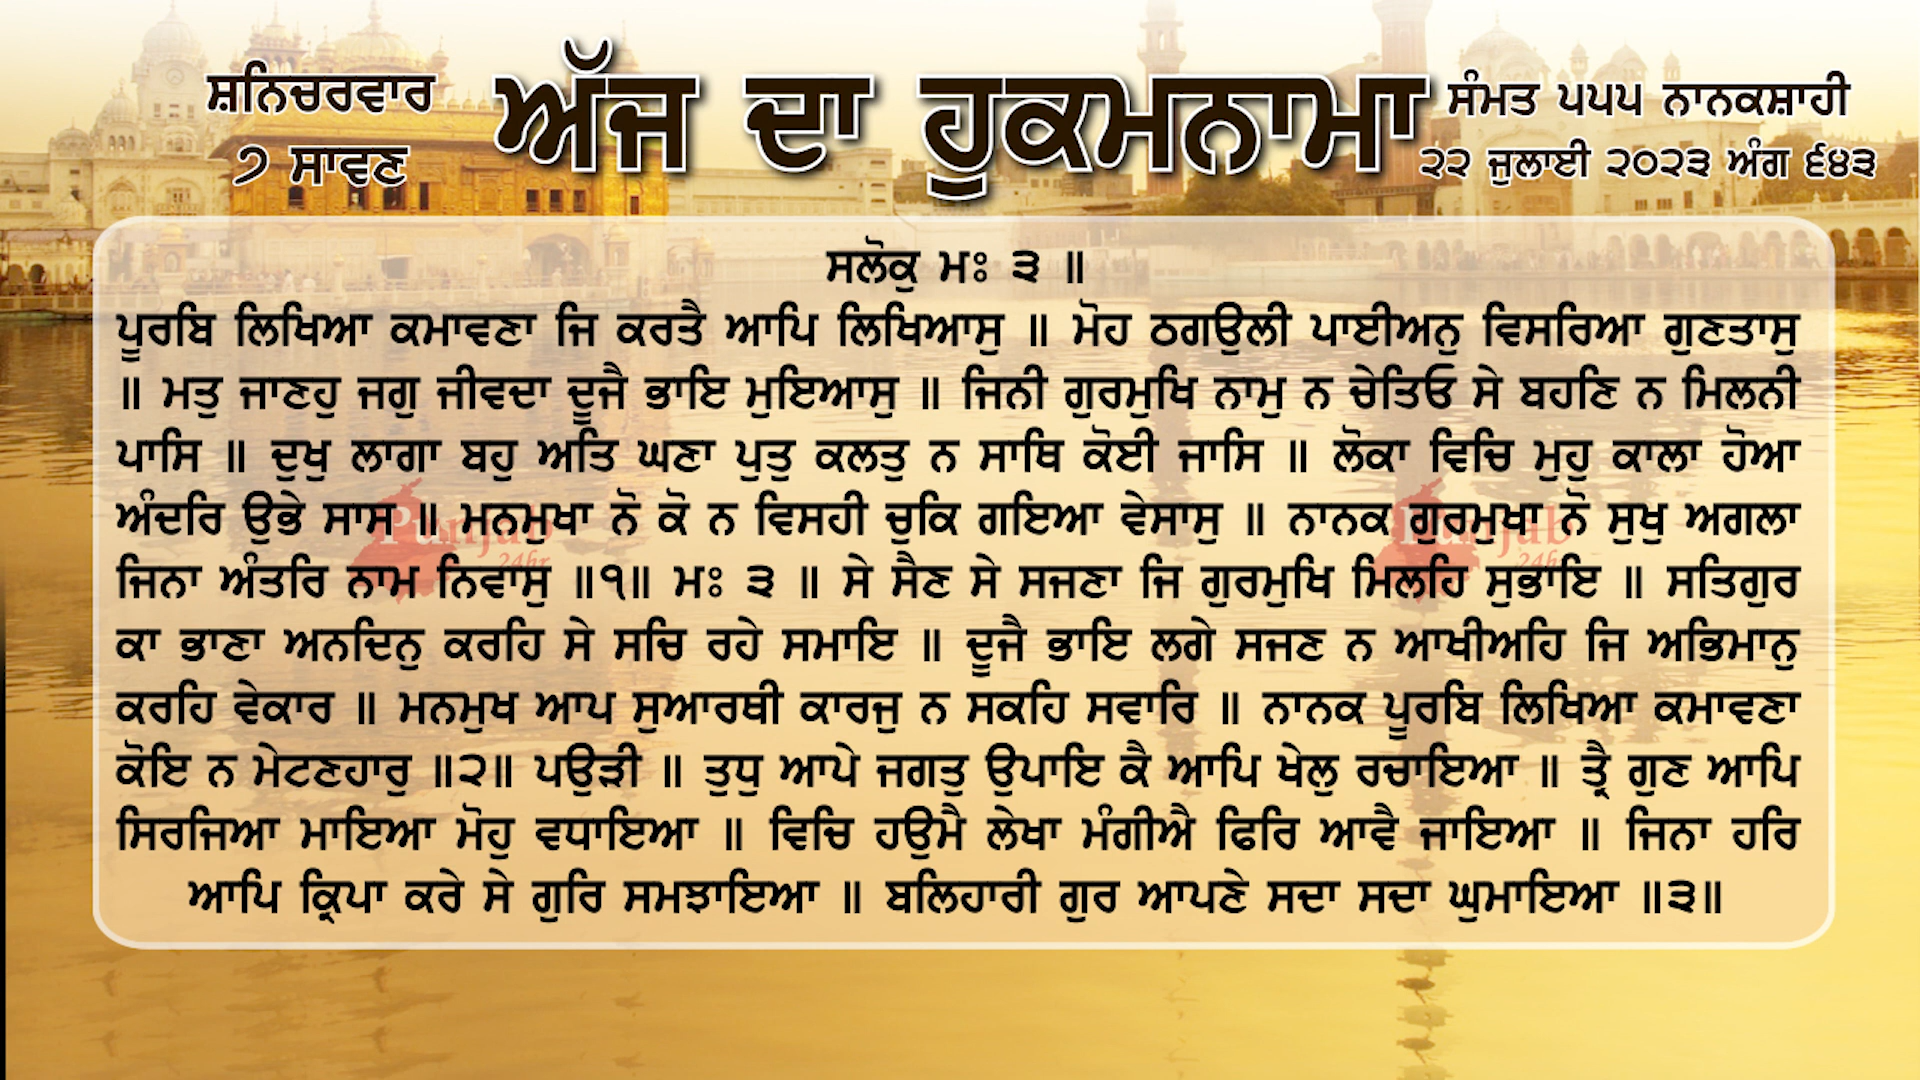 ਸ਼ਨਿਚਰਵਾਰ
੭ ਸਾਵਣ
ਅੱਜ ਦਾ ਹੁਕਮਨਾਮਾ
ਸੰਮਤ ੫੫੫ ਨਾਨਕਸ਼ਾਹੀ
੨੨ ਜੁਲਾਈ ੨੦੨੩ ਅੰਗ ੬੪੩
ਸਲੋਕੁ ਮਃ ੩ ॥
ਪੂਰਬਿ ਲਿਖਿਆ ਕਮਾਵਣਾ ਜਿ ਕਰਤੈ ਆਪਿ ਲਿਖਿਆਸੁ ॥ ਮੋਹ ਠਗਉਲੀ ਪਾਈਅਨੁ ਵਿਸਰਿਆ ਗੁਣਤਾਸੁ
॥ ਮਤੁ ਜਾਣਹੁ ਜਗੁ ਜੀਵਦਾ ਦੂਜੈ ਭਾਇ ਮੁਇਆਸੁ ॥ ਜਿਨੀ ਗੁਰਮੁਖਿ ਨਾਮੁ ਨ ਚੇਤਿਓ ਸੇ ਬਹਣਿ ਨ ਮਿਲਨੀ
ਪਾਸਿ ॥ ਦੁਖੁ ਲਾਗਾ ਬਹੁ ਅਤਿ ਘਣਾ ਪੁਤੁ ਕਲਤੁ ਨ ਸਾਥਿ ਕੋਈ ਜਾਸਿ ॥ ਲੋਕਾ ਵਿਚਿ ਮੁਹੁ ਕਾਲਾ ਹੋਆ
ਅੰਦਰਿ ਉਭੇ ਸਾਸ ॥ ਮਨਮੁਖਾ ਨੋ ਕੋ ਨ ਵਿਸਹੀ ਚੁਕਿ ਗਇਆ ਵੇਸਾਸੁ ॥ ਨਾਨਕ ਗੁਰਮੁਖਾ ਨੋ ਸੁਖੁ ਅਗਲਾ
ਜਿਨਾ ਅੰਤਰਿ ਨਾਮ ਨਿਵਾਸੁ ॥੧॥ ਮਃ ੩ ॥ ਸੇ ਸੈਣ ਸੇ ਸਜਣਾ ਜਿ ਗੁਰਮੁਖਿ ਮਿਲਹਿ ਸੁਭਾਇ ॥ ਸਤਿਗੁਰ
ਕਾ ਭਾਣਾ ਅਨਦਿਨੁ ਕਰਹਿ ਸੇ ਸਚਿ ਰਹੇ ਸਮਾਇ ॥ ਦੂਜੈ ਭਾਇ ਲਗੇ ਸਜਣ ਨ ਆਖੀਅਹਿ ਜਿ ਅਭਿਮਾਨੁ
ਕਰਹਿ ਵੇਕਾਰ ॥ ਮਨਮੁਖ ਆਪ ਸੁਆਰਥੀ ਕਾਰਜੁ ਨ ਸਕਹਿ ਸਵਾਰਿ ॥ ਨਾਨਕ ਪੂਰਬਿ ਲਿਖਿਆ ਕਮਾਵਣਾ
ਕੋਇ ਨ ਮੇਟਣਹਾਰੁ ॥੨॥ ਪਉੜੀ ॥ ਤੁਧੁ ਆਪੇ ਜਗਤੁ ਉਪਾਇ ਕੈ ਆਪਿ ਖੇਲੁ ਰਚਾਇਆ ॥ ਤ੍ਰੈ ਗੁਣ ਆਪਿ
ਸਿਰਜਿਆ ਮਾਇਆ ਮੋਹੁ ਵਧਾਇਆ ॥ ਵਿਚਿ ਹਉਮੈ ਲੇਖਾ ਮੰਗੀਐ ਫਿਰਿ ਆਵੈ ਜਾਇਆ ॥ ਜਿਨਾ ਹਰਿ
ਆਪਿ ਕ੍ਰਿਪਾ ਕਰੇ ਸੇ ਗੁਰਿ ਸਮਝਾਇਆ ॥ ਬਲਿਹਾਰੀ ਗੁਰ ਆਪਣੇ ਸਦਾ ਸਦਾ ਘੁਮਾਇਆ ॥੩॥
Punjab
24hr
Punjab
24hr